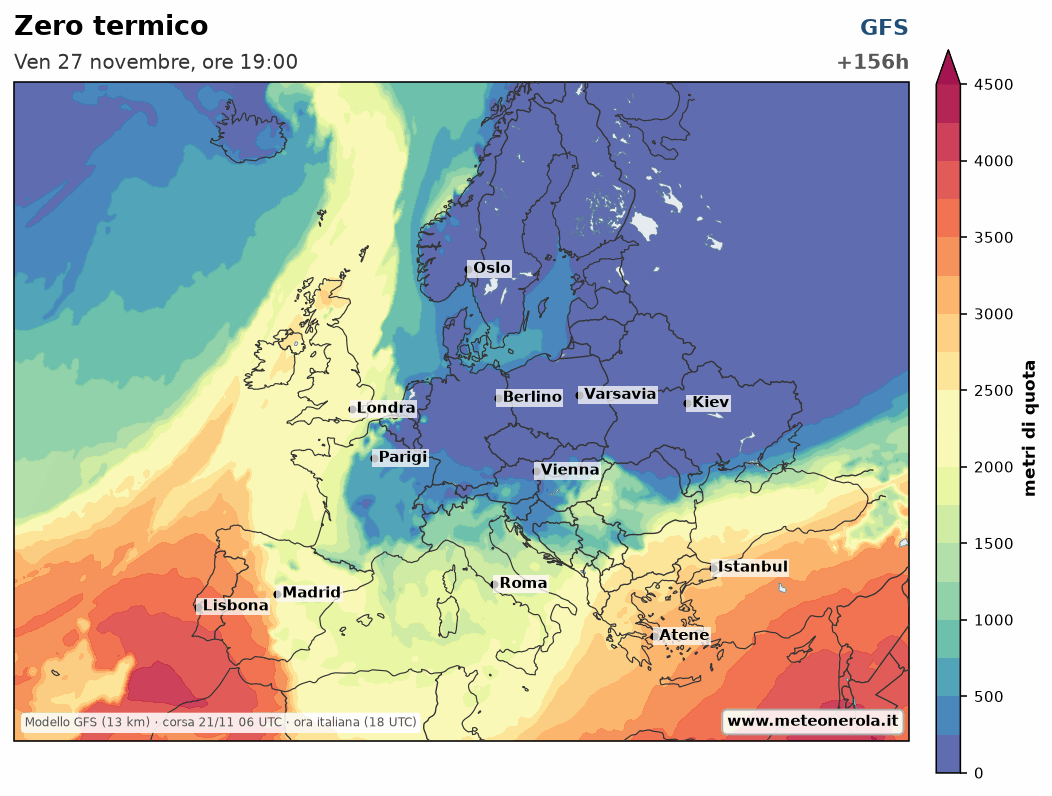 Zero termico
GFS
Ven 27 novembre, ore 19:00
+156h
4500
4000
3500
3000
2500
2000
1500
1000
500
0
metri di quota
Oslo
Berlino
Varsavia
Kiev
Londra
Parigi
Vienna
Istanbul
Roma
Madrid
Lisbona
Atene
Modello GFS (13 km) · corsa 21/11 06 UTC · ora italiana (18 UTC)
www.meteonerola.it